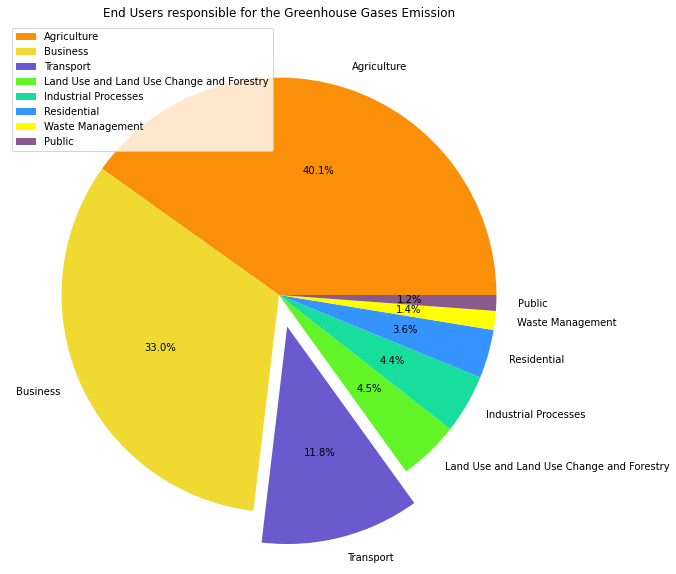 End Users responsible for the Greenhouse Gases Emission
Agriculture
Business
Transport
Land Use and Land Use Change and Forestry
Industrial Processes
Residential
Waste Management
Public
Agriculture
40.1%
33.0%
Business
11.8%
Transport
4.5%
Land Use and Land Use Change and Forestry
4.4%
Industrial Processes
3.6%
Residential
1.4%
Waste Management
1.2%
Public